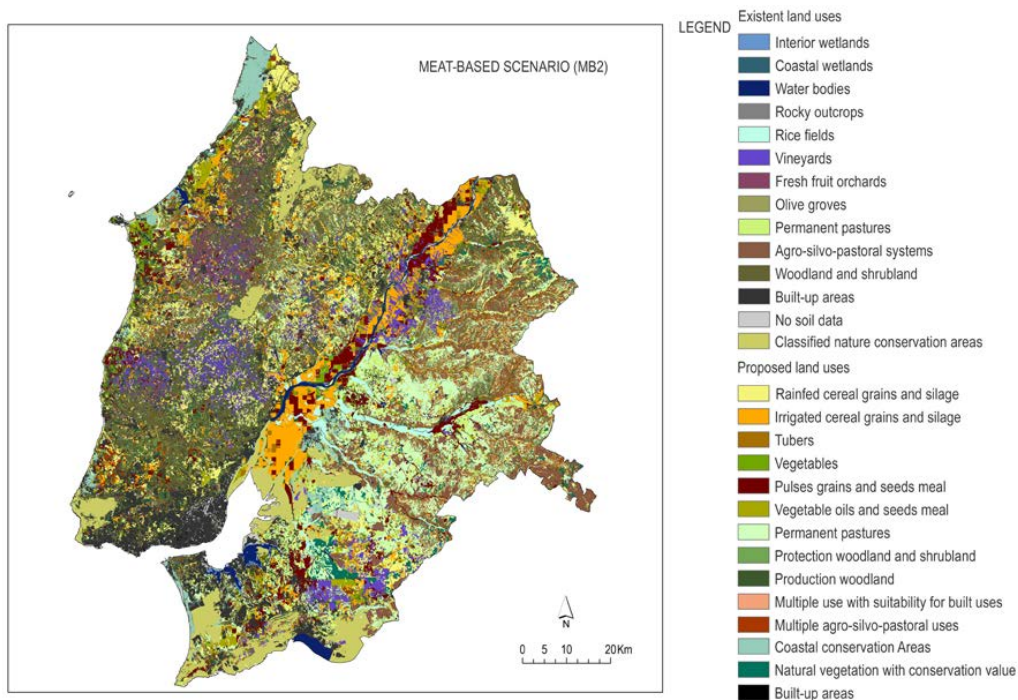 MEAT-BASED SCENARIO (MB2)
N
0 5 10 20Km
LEGEND
Existent land uses
Interior wetlands
Coastal wetlands
Water bodies
Rocky outcrops
Rice fields
Vineyards
Fresh fruit orchards
Olive groves
Permanent pastures
Agro-silvo-pastoral systems
Woodland and shrubland
Built-up areas
No soil data
Classified nature conservation areas
Proposed land uses
Rainfed cereal grains and silage
Irrigated cereal grains and silage
Tubers
Vegetables
Pulses grains and seeds meal
Vegetable oils and seeds meal
Permanent pastures
Protection woodland and shrubland
Production woodland
Multiple use with suitability for built uses
Multiple agro-silvo-pastoral uses
Coastal conservation Areas
Natural vegetation with conservation value
Built-up areas